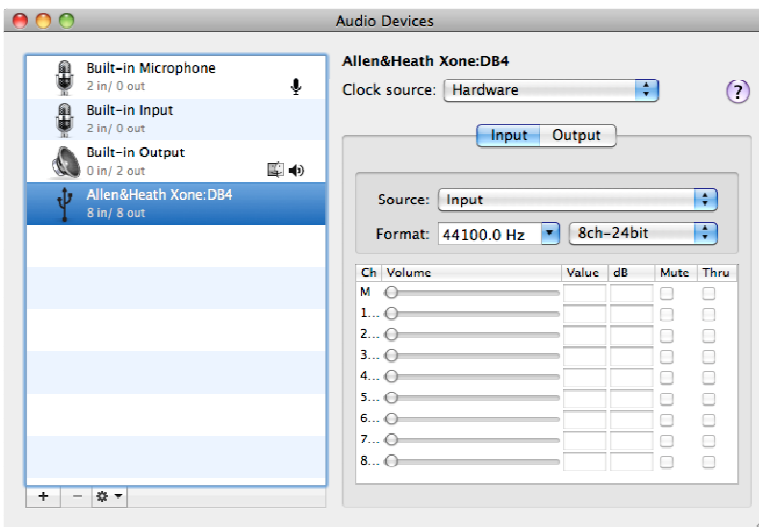 Audio Devices
Built-in Microphone
2 in/ 0 out
Built-in Input
2 in/ 0 out
Built-in Output
0 in/ 2 out
Allen&Heath Xone:DB4
8 in/ 8 out
+ −
Allen&Heath Xone:DB4
Clock source: Hardware ?
Input Output
Source: Input
Format: 44100.0 Hz 8ch-24bit
Ch Volume Value dB Mute Thru
M
1...
2...
3...
4...
5...
6...
7...
8...